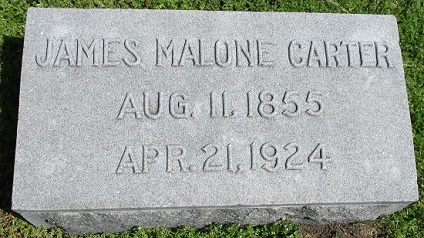 JAMES MALONE CARTER
AUG. 11. 1855
APR. 21, 1924